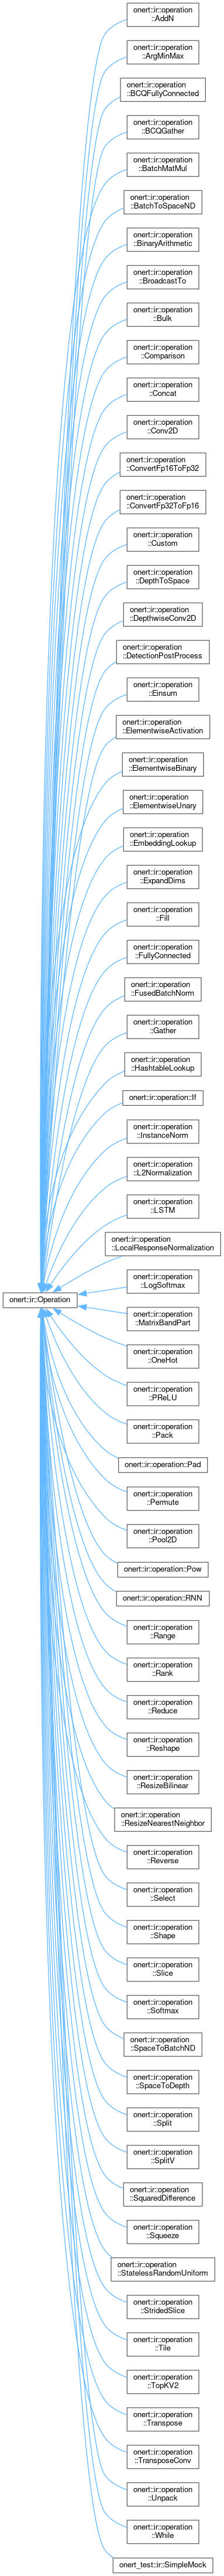 onert::ir::operation
::AddN
onert::ir::operation
::ArgMinMax
onert::ir::operation
::BCQFullyConnected
onert::ir::operation
::BCQGather
onert::ir::operation
::BatchMatMul
onert::ir::operation
::BatchToSpaceND
onert::ir::operation
::BinaryArithmetic
onert::ir::operation
::BroadcastTo
onert::ir::operation
::Bulk
onert::ir::operation
::Comparison
onert::ir::operation
::Concat
onert::ir::operation
::Conv2D
onert::ir::operation
::ConvertFp16ToFp32
onert::ir::operation
::ConvertFp32ToFp16
onert::ir::operation
::Custom
onert::ir::operation
::DepthToSpace
onert::ir::operation
::DepthwiseConv2D
onert::ir::operation
::DetectionPostProcess
onert::ir::operation
::Einsum
onert::ir::operation
::ElementwiseActivation
onert::ir::operation
::ElementwiseBinary
onert::ir::operation
::ElementwiseUnary
onert::ir::operation
::EmbeddingLookup
onert::ir::operation
::ExpandDims
onert::ir::operation
::Fill
onert::ir::operation
::FullyConnected
onert::ir::operation
::FusedBatchNorm
onert::ir::operation
::Gather
onert::ir::operation
::HashtableLookup
onert::ir::operation::If
onert::ir::operation
::InstanceNorm
onert::ir::operation
::L2Normalization
onert::ir::operation
::LSTM
onert::ir::operation
::LocalResponseNormalization
onert::ir::operation
::LogSoftmax
onert::ir::Operation
onert::ir::operation
::MatrixBandPart
onert::ir::operation
::OneHot
onert::ir::operation
::PReLU
onert::ir::operation
::Pack
onert::ir::operation::Pad
onert::ir::operation
::Permute
onert::ir::operation
::Pool2D
onert::ir::operation::Pow
onert::ir::operation::RNN
onert::ir::operation
::Range
onert::ir::operation
::Rank
onert::ir::operation
::Reduce
onert::ir::operation
::Reshape
onert::ir::operation
::ResizeBilinear
onert::ir::operation
::ResizeNearestNeighbor
onert::ir::operation
::Reverse
onert::ir::operation
::Select
onert::ir::operation
::Shape
onert::ir::operation
::Slice
onert::ir::operation
::Softmax
onert::ir::operation
::SpaceToBatchND
onert::ir::operation
::SpaceToDepth
onert::ir::operation
::Split
onert::ir::operation
::SplitV
onert::ir::operation
::SquaredDifference
onert::ir::operation
::Squeeze
onert::ir::operation
::StatelessRandomUniform
onert::ir::operation
::StridedSlice
onert::ir::operation
::Tile
onert::ir::operation
::TopKV2
onert::ir::operation
::Transpose
onert::ir::operation
::TransposeConv
onert::ir::operation
::Unpack
onert::ir::operation
::While
onert_test::ir::SimpleMock